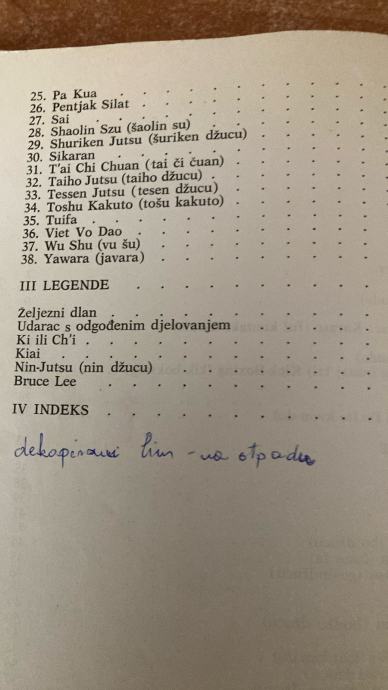 25. Pa Kua . . . . . . . .
26. Pentjak Silat . . . . . . .
27. Sai . . . . . . . . .
28. Shaolin Szu (šaolin su) . . . . .
29. Shuriken Jutsu (šuriken džucu) . . . .
30. Sikaran . . . . . . . .
31. T'ai Chi Chuan (tai či čuan) . . . .
32. Taiho Jutsu (taiho džucu) . . . . .
33. Tessen Jutsu (tesen džucu) . . . . .
34. Toshu Kakuto (tošu kakuto) . . . .
35. Tuifa . . . . . . . . .
36. Viet Vo Dao . . . . . . .
37. Wu Shu (vu šu) . . . . . . .
38. Yawara (javara) . . . . . . .
III LEGENDE . . . . . . .
Željezni dlan . . . . . . . .
Udarac s odgođenim djelovanjem . . . .
Ki ili Ch'i . . . . . . . .
Kiai . . . . . . . . .
Nin-Jutsu (nin džucu) . . . . . .
Bruce Lee . . . . . . . .
IV INDEKS . . . . . . . .
dekapirani lim - na otpadu